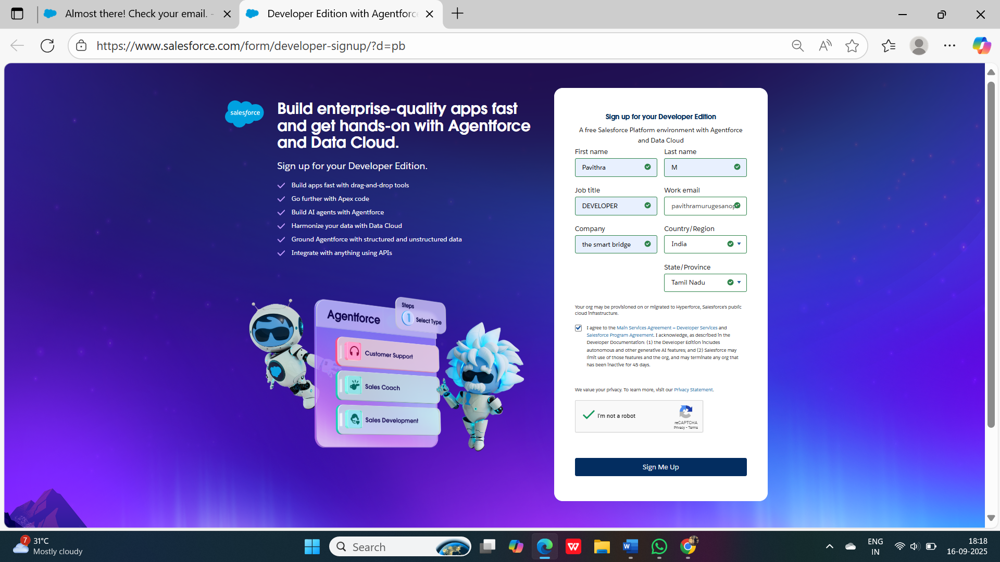 Almost there! Check your email. -
Developer Edition with Agentforce
https://www.salesforce.com/form/developer-signup/?d=pb
salesforce
Build enterprise-quality apps fast
and get hands-on with Agentforce
and Data Cloud.
Sign up for your Developer Edition.
Build apps fast with drag-and-drop tools
Go further with Apex code
Build AI agents with Agentforce
Harmonize your data with Data Cloud
Ground Agentforce with structured and unstructured data
Integrate with anything using APIs
Agentforce
Steps
1 Select Type
Customer Support
Sales Coach
Sales Development
Sign up for your Developer Edition
A free Salesforce Platform environment with Agentforce
and Data Cloud
First name Last name
Pavithra M
Job title Work email
DEVELOPER pavithramurugesanop
Company Country/Region
the smart bridge India
State/Province
Tamil Nadu
Your org may be provisioned on or migrated to Hyperforce, Salesforce's public
cloud infrastructure.
I agree to the Main Services Agreement – Developer Services and
Salesforce Program Agreement. I acknowledge, as described in the
Developer Documentation: (1) the Developer Edition includes
autonomous and other generative AI features; and (2) Salesforce may
limit use of those features and the org, and may terminate any org that
has been inactive for 45 days.
We value your privacy. To learn more, visit our Privacy Statement.
I'm not a robot
reCAPTCHA
Privacy - Terms
Sign Me Up
7
31°C
Mostly cloudy
Search
ENG
IN
18:18
16-09-2025